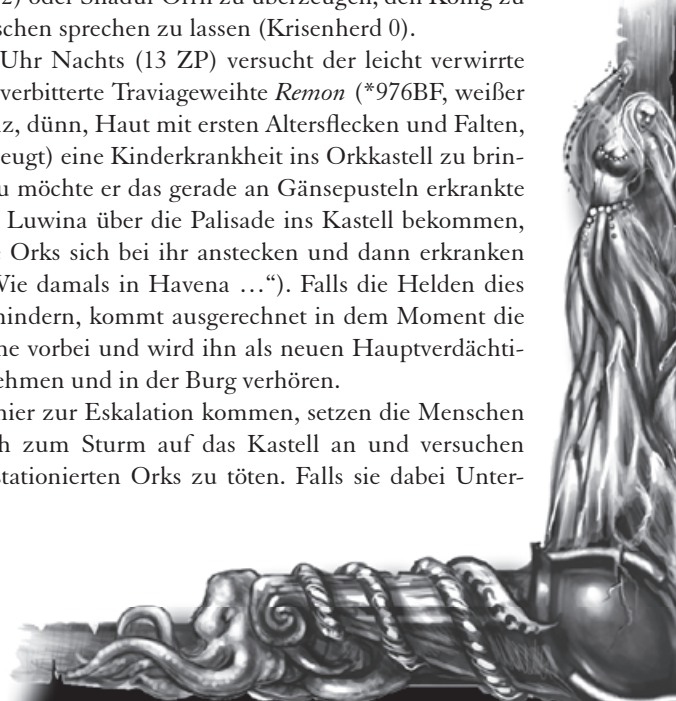 2) oder Shadur Orrn zu überzeugen, den König zu
schen sprechen zu lassen (Krisenherd 0).
Uhr Nachts (13 ZP) versucht der leicht verwirrte
verbitterte Traviageweihte Remon (*976BF, weißer
z, dünn, Haut mit ersten Altersflecken und Falten,
eugt) eine Kinderkrankheit ins Orkkastell zu brin-
u möchte er das gerade an Gänsepusteln erkrankte
Luwina über die Palisade ins Kastell bekommen,
e Orks sich bei ihr anstecken und dann erkranken
Wie damals in Havena …“). Falls die Helden dies
hindern, kommt ausgerechnet in dem Moment die
he vorbei und wird ihn als neuen Hauptverdächti-
ehmen und in der Burg verhören.
hier zur Eskalation kommen, setzen die Menschen
h zum Sturm auf das Kastell an und versuchen
stationierten Orks zu töten. Falls sie dabei Unter-